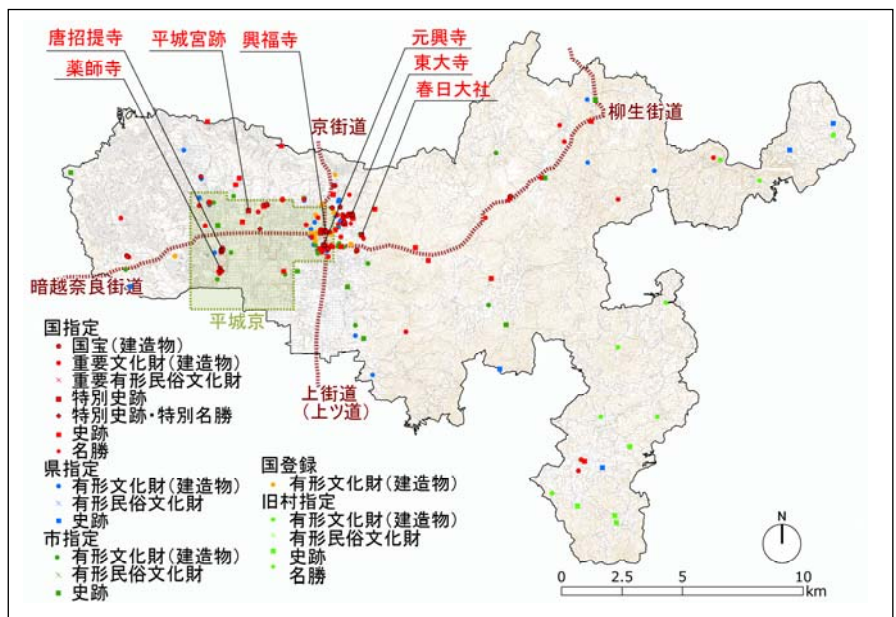 唐招提寺
平城宮跡
興福寺
元興寺
薬師寺
東大寺
春日大社
京街道
柳生街道
暗越奈良街道
平城京
上街道
(上ツ道)
国指定
国宝(建造物)
重要文化財(建造物)
重要有形民俗文化財
特別史跡
特別史跡・特別名勝
史跡
名勝
県指定
有形文化財(建造物)
有形民俗文化財
史跡
市指定
有形文化財(建造物)
有形民俗文化財
史跡
国登録
有形文化財(建造物)
旧村指定
有形文化財(建造物)
有形民俗文化財
史跡
名勝
N
0 2.5 5 10
km